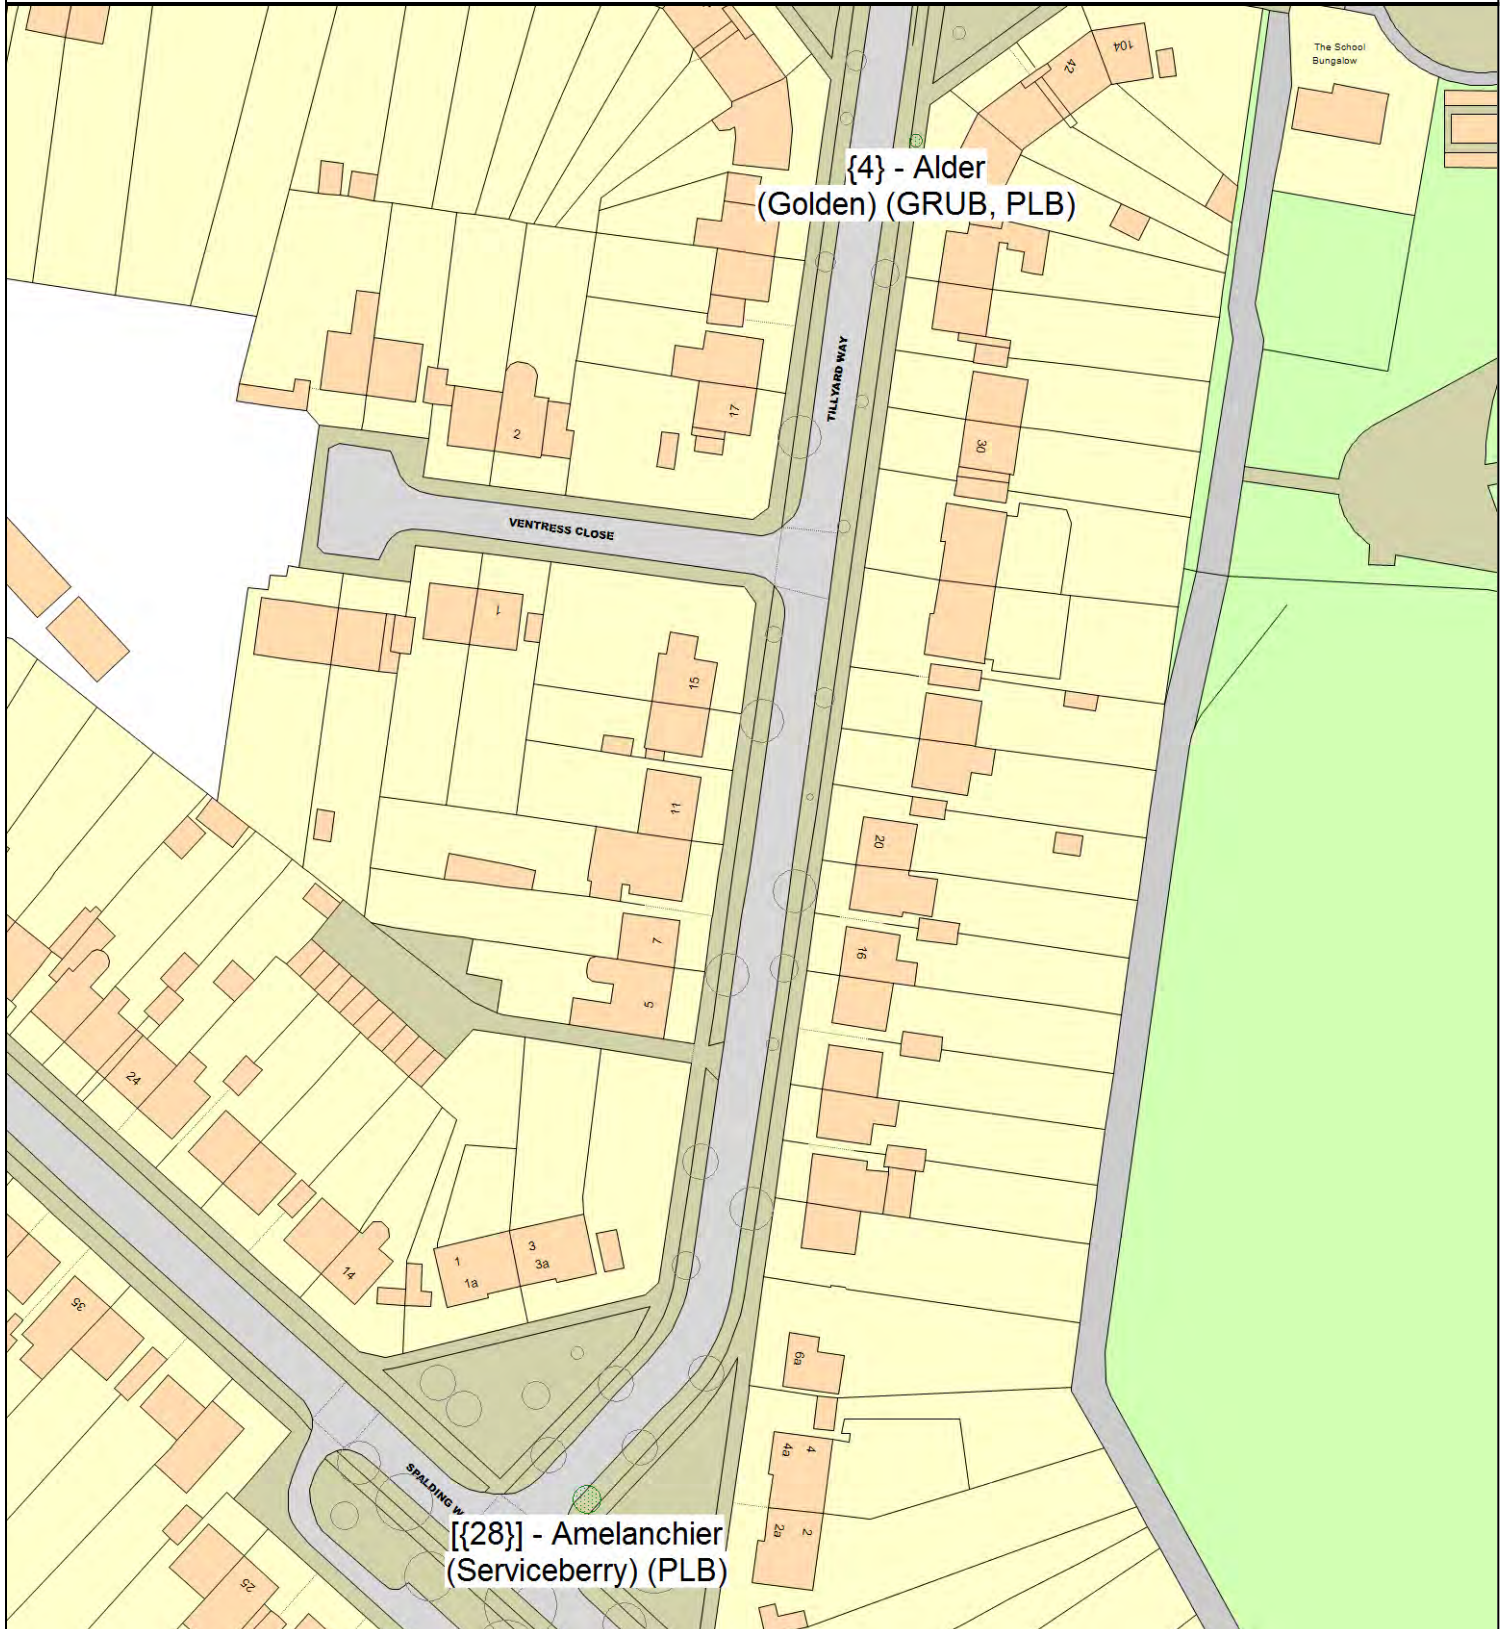 104
42
The School
Bungalow
{4} - Alder
(Golden) (GRUB, PLB)
TILLYARD WAY
17
2
30
VENTRESS CLOSE
1
15
11
20
7
16
5
24
1
1a
3
3a
14
35
6a
4a
4
SPALDING W
2a
2
[{28}] - Amelanchier
(Serviceberry) (PLB)
25